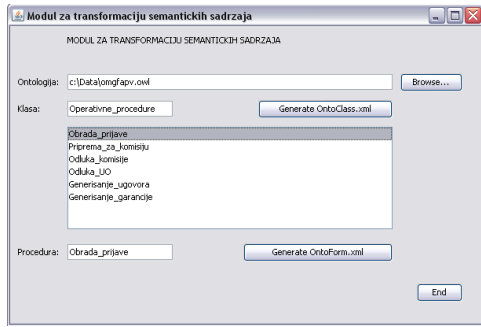 Modul za transformaciju semantickih sadrzaja
MODUL ZA TRANSFORMACIJU SEMANTICKIH SADRZAJA
Ontologija: c:\Data\omgfapv.owl Browse...
Klasa: Operativne_procedure Generate OntoClass.xml
Obrada_prijave
Priprema_za_komisiju
Odluka_komisije
Odluka_UO
Generisanje_ugovora
Generisanje_garancije
Procedura: Obrada_prijave Generate OntoForm.xml
End